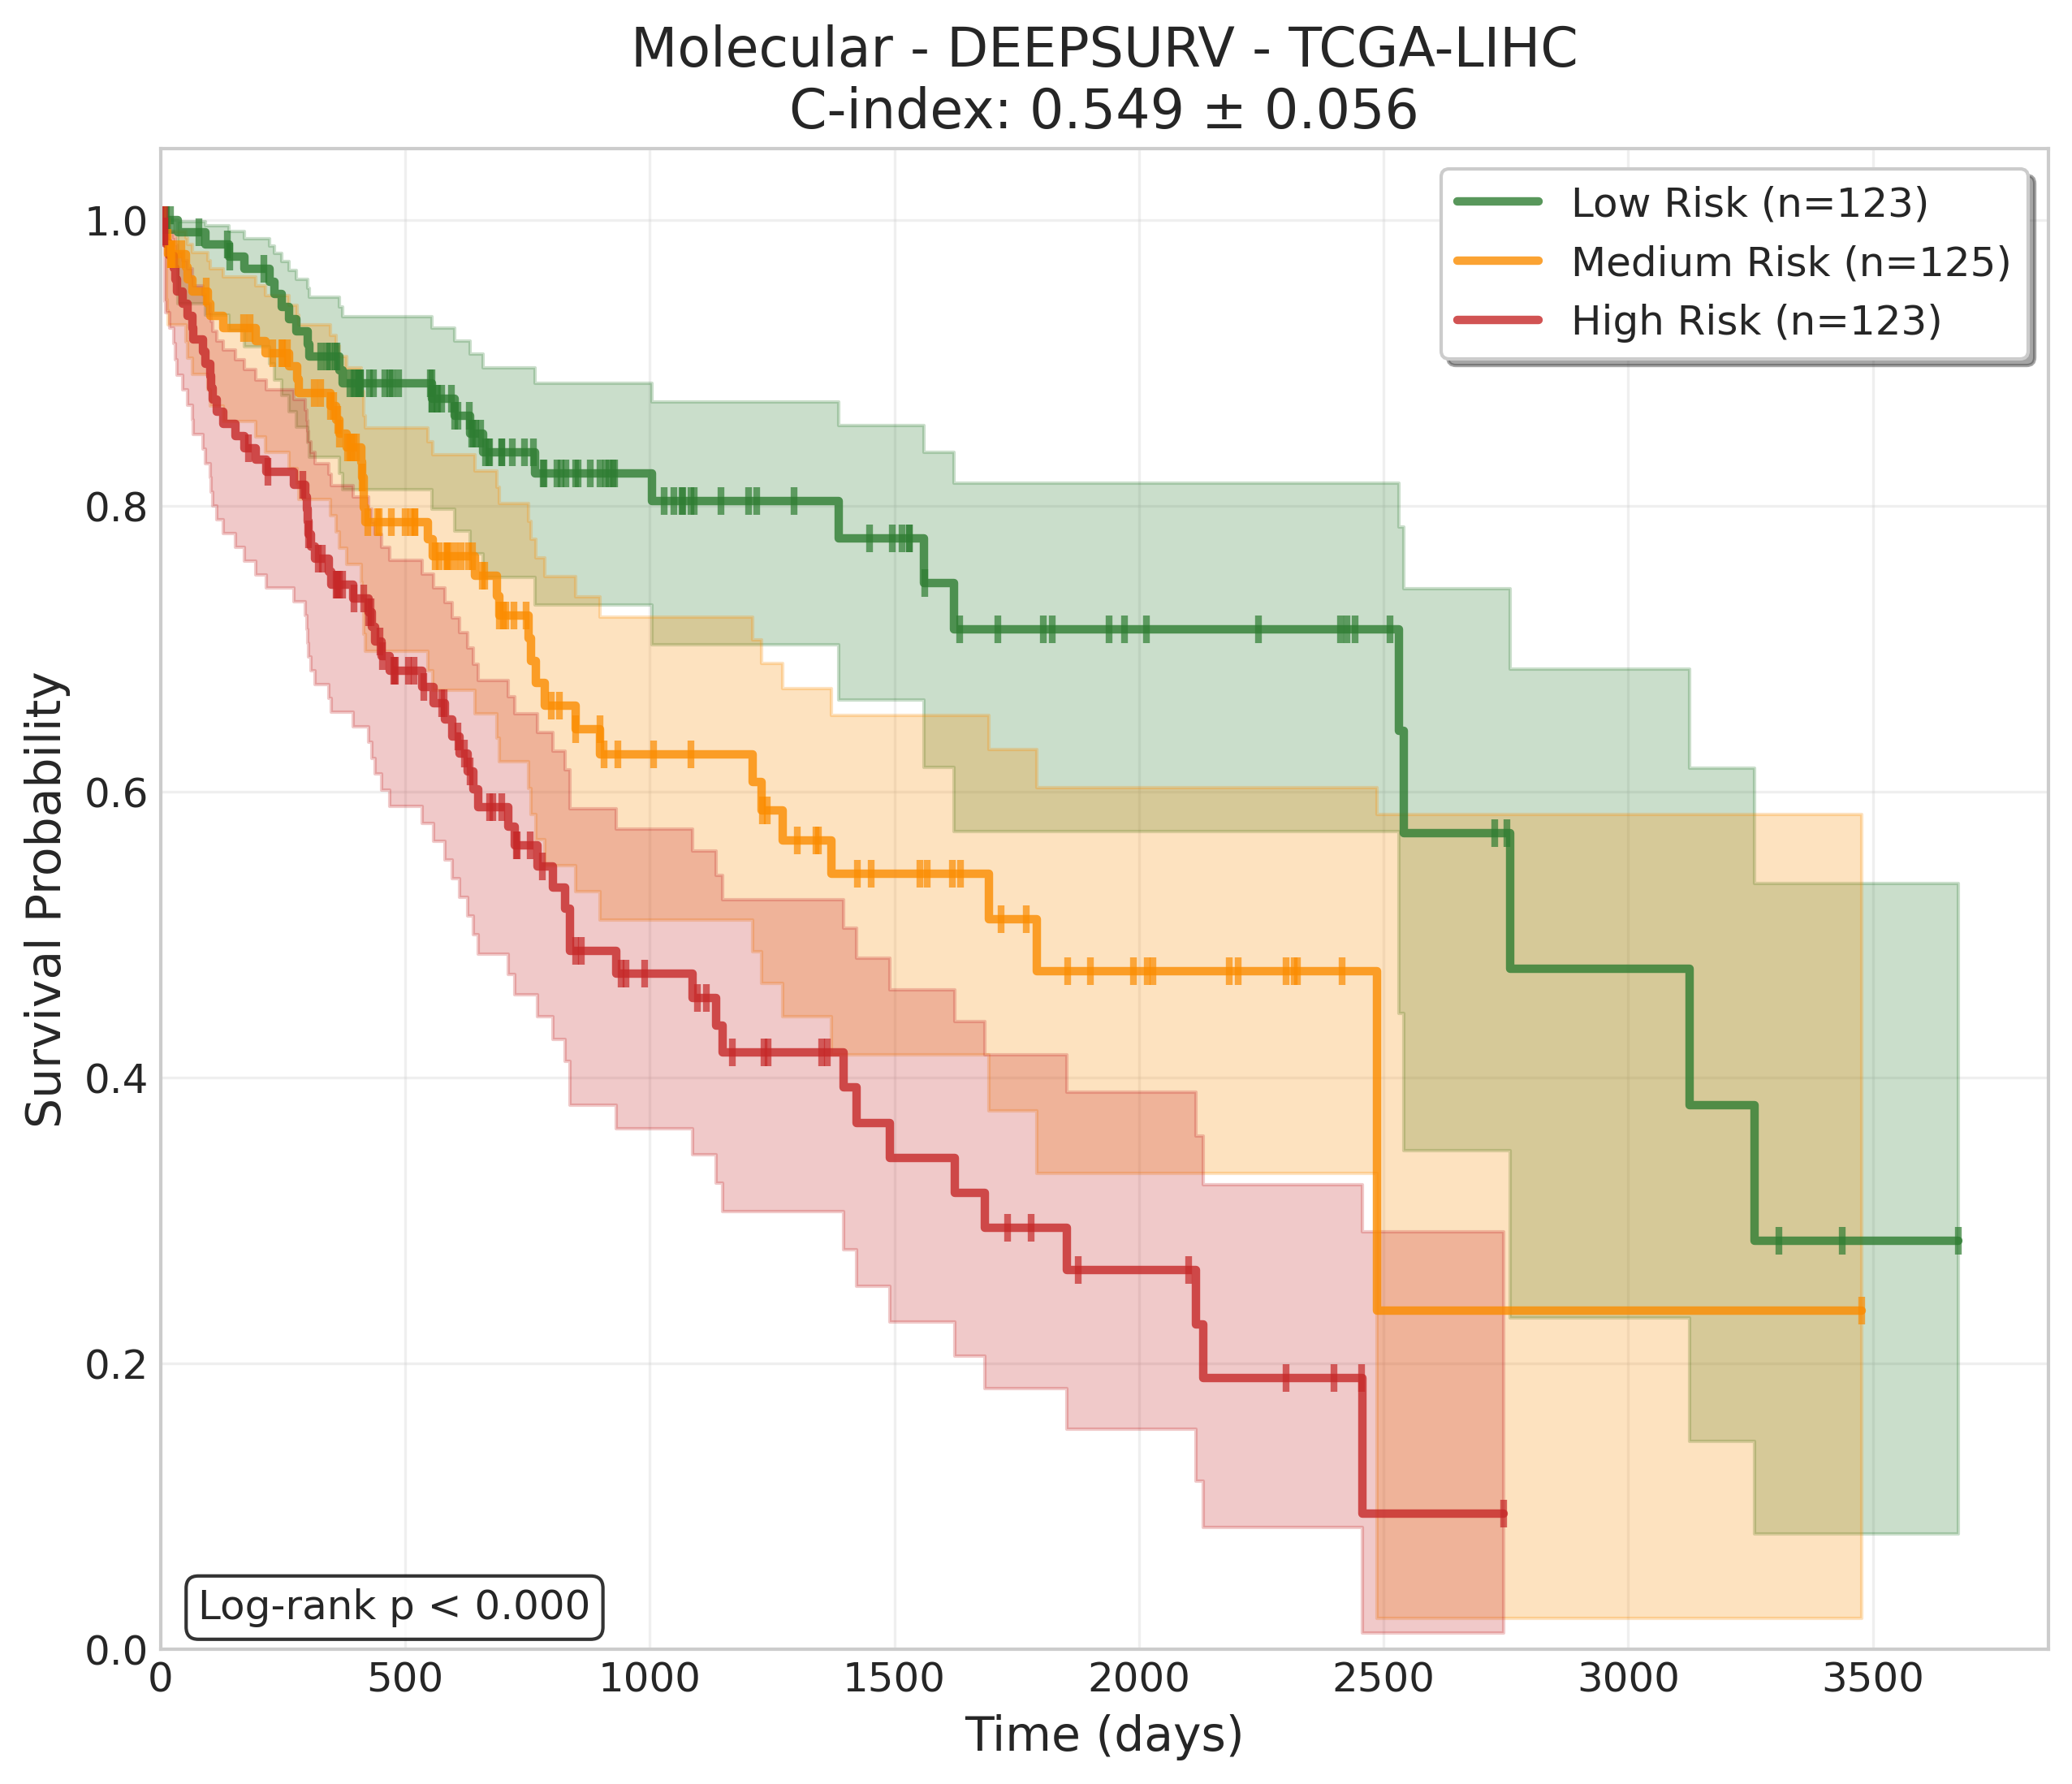 Molecular - DEEPSURV - TCGA-LIHC
C-index: 0.549 ± 0.056
Low Risk (n=123)
Medium Risk (n=125)
High Risk (n=123)
Survival Probability
1.0
0.8
0.6
0.4
0.2
0.0
Log-rank p < 0.000
0 500 1000 1500 2000 2500 3000 3500
Time (days)